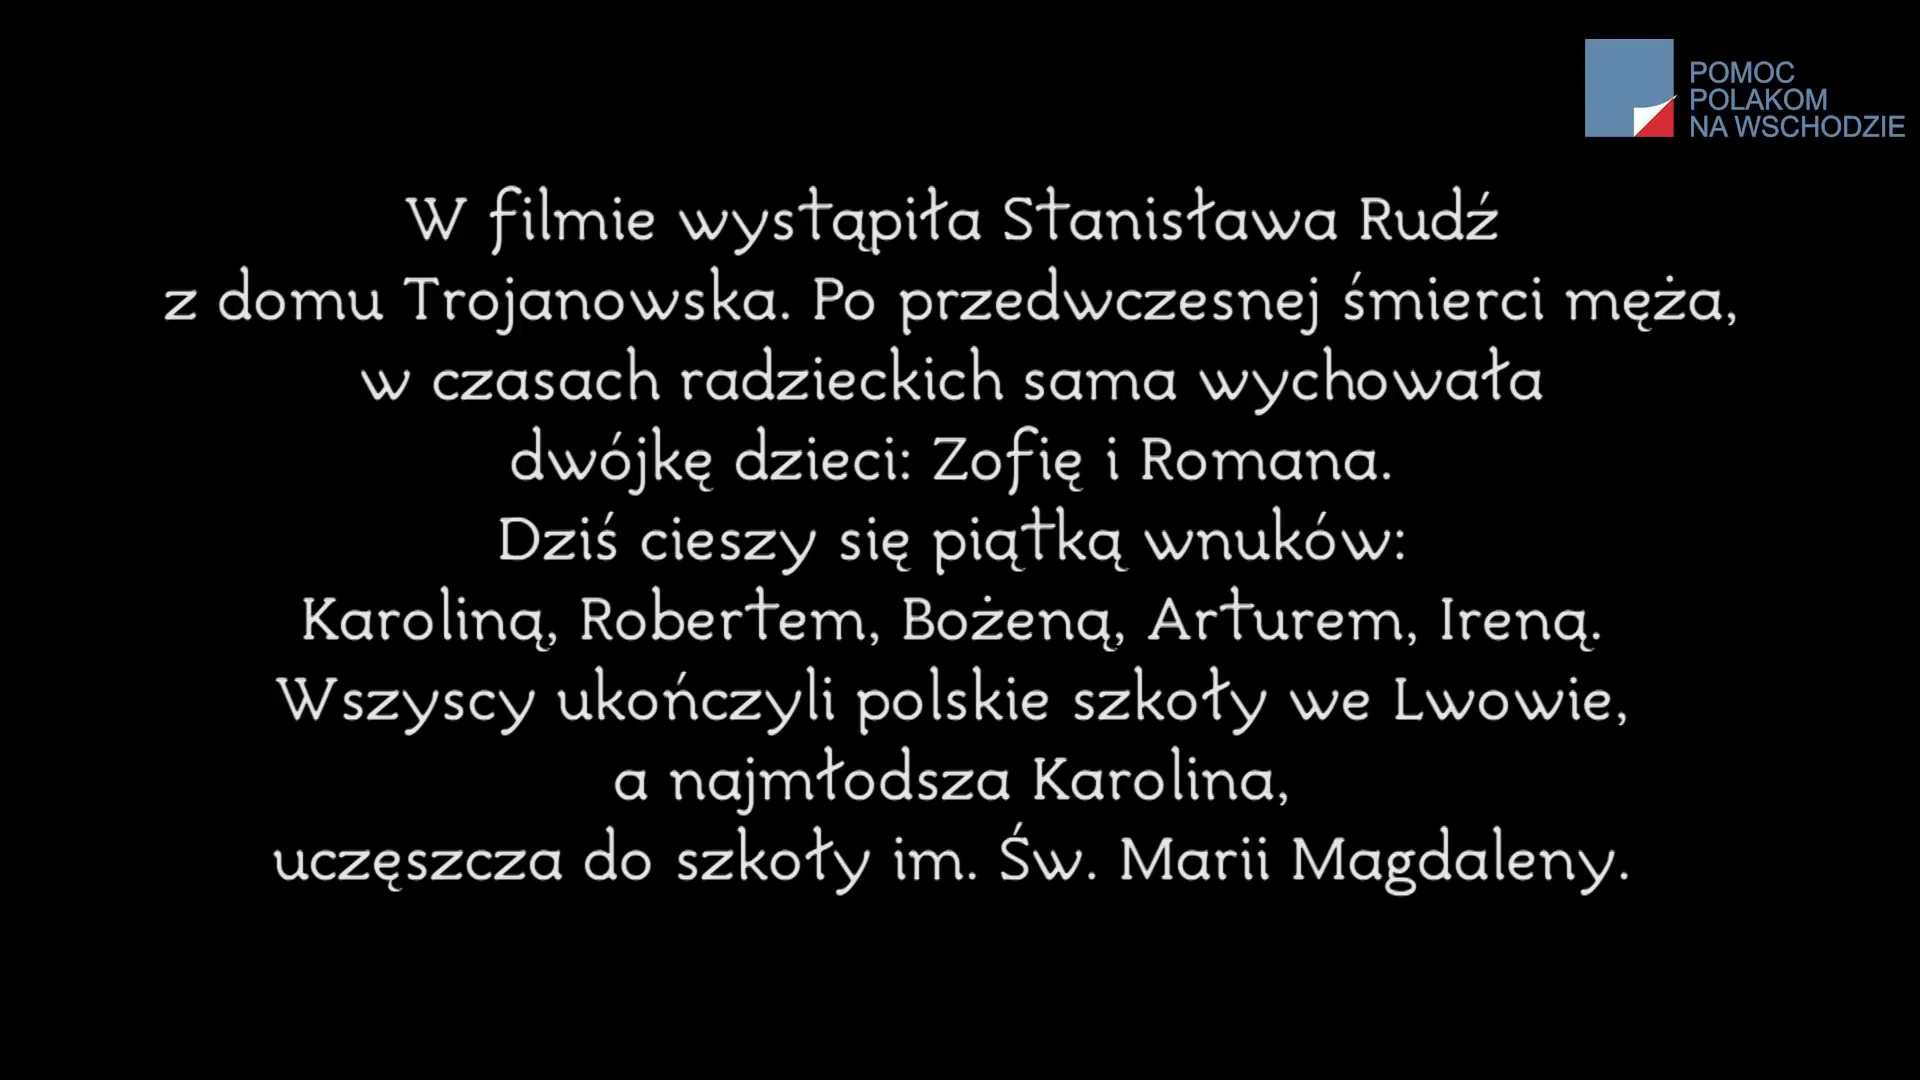 POMOC
POLAKOM
NA WSCHODZIE
W filmie wystąpiła Stanisława Rudź
z domu Trojanowska. Po przedwczesnej śmierci męża,
w czasach radzieckich sama wychowała
dwójkę dzieci: Zofię i Romana.
Dziś cieszy się piątką wnuków:
Karoliną, Robertem, Bożeną, Arturem, Ireną.
Wszyscy ukończyli polskie szkoły we Lwowie,
a najmłodsza Karolina,
uczęszcza do szkoły im. Św. Marii Magdaleny.